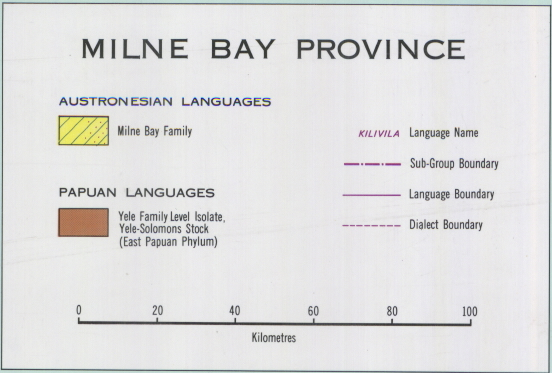 MILNE BAY PROVINCE
AUSTRONESIAN LANGUAGES
Milne Bay Family
PAPUAN LANGUAGES
Yele Family Level Isolate,
Yele-Solomons Stock
(East Papuan Phylum)
KILIVILA Language Name
Sub-Group Boundary
Language Boundary
Dialect Boundary
0 20 40 60 80 100
Kilometres